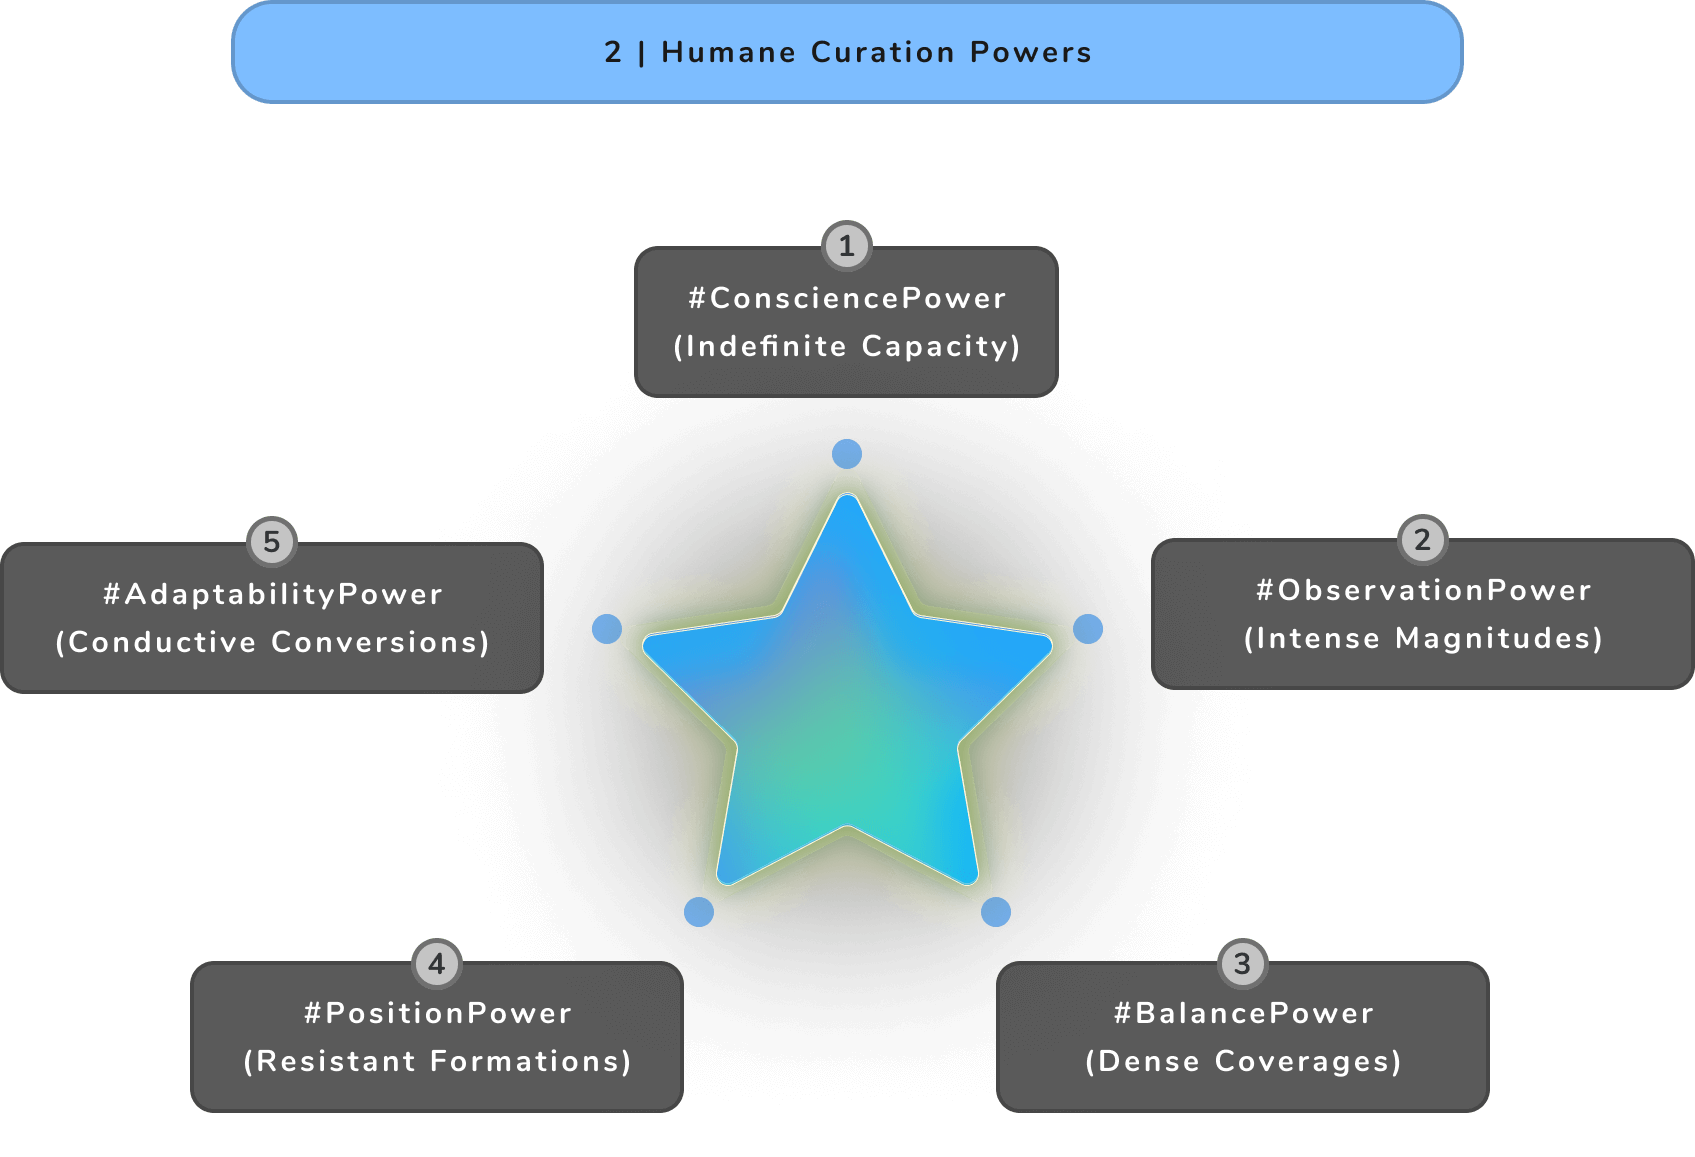 2 | Humane Curation Powers
1
#ConsciencePower
(Indefinite Capacity)
2
#ObservationPower
(Intense Magnitudes)
3
#BalancePower
(Dense Coverages)
4
#PositionPower
(Resistant Formations)
5
#AdaptabilityPower
(Conductive Conversions)